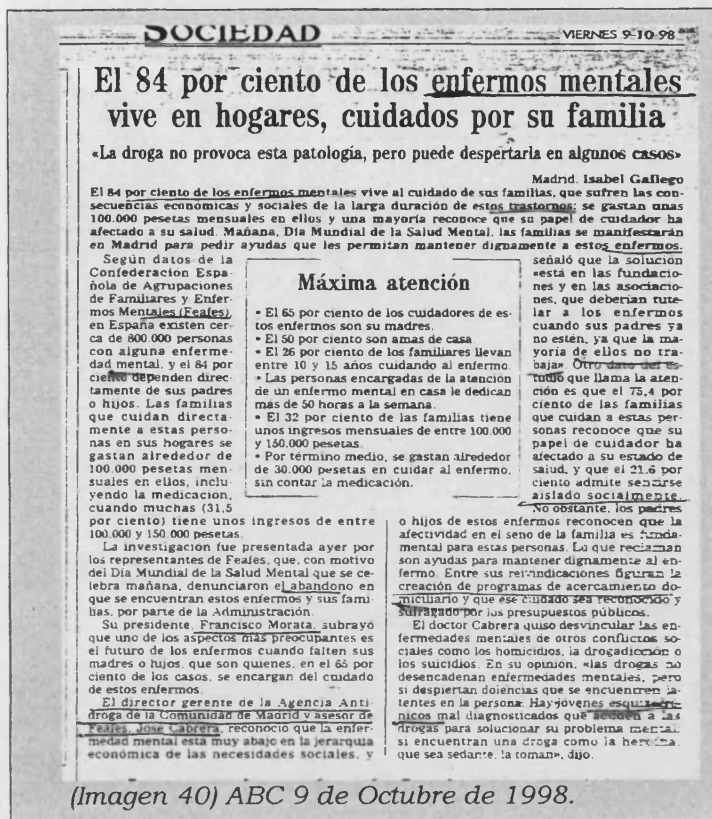 SOCIEDAD
VIERNES 9-10-98
El 84 por ciento de los enfermos mentales
vive en hogares, cuidados por su familia
«La droga no provoca esta patología, pero puede despertarla en algunos casos»
Madrid. Isabel Gallego
El 84 por ciento de los enfermos mentales vive al cuidado de sus familias, que sufren las con-
secuencias económicas y sociales de la larga duración de estos trastornos: se gastan unas
100.000 pesetas mensuales en ellos y una mayoría reconoce que su papel de cuidador ha
afectado a su salud. Mañana, Día Mundial de la Salud Mental, las familias se manifestarán
en Madrid para pedir ayudas que les permitan mantener dignamente a estos enfermos.
Según datos de la
Confederación Espa-
ñola de Agrupaciones
de Familiares y Enfer-
mos Mentales (Feafes),
en España existen cer-
ca de 800.000 personas
con alguna enferme-
dad mental, y el 84 por
ciento dependen direc-
tamente de sus padres
o hijos. Las familias
que cuidan directa-
mente a estas perso-
nas en sus hogares se
gastan alrededor de
100.000 pesetas men-
suales en ellos, inclu-
yendo la medicación,
cuando muchas (31,5
por ciento) tiene unos ingresos de entre
100.000 y 150.000 pesetas.
La investigación fue presentada ayer por
los representantes de Feafes, que, con motivo
del Día Mundial de la Salud Mental que se ce-
lebra mañana, denunciaron el abandono en
que se encuentran estos enfermos y sus fami-
lias, por parte de la Administración.
Su presidente, Francisco Morata, subrayó
que uno de los aspectos más preocupantes es
el futuro de los enfermos cuando falten sus
madres o hijos, que son quienes, en el 65 por
ciento de los casos, se encargan del cuidado
de estos enfermos.
El director gerente de la Agencia Anti-
droga de la Comunidad de Madrid y asesor de
Feafes, José Cabrera, reconoció que la enfer-
medad mental está muy abajo en la jerarquía
económica de las necesidades sociales, y
Máxima atención
• El 65 por ciento de los cuidadores de es-
tos enfermos son su madres.
• El 50 por ciento son amas de casa
• El 26 por ciento de los familiares llevan
entre 10 y 15 años cuidando al enfermo.
• Las personas encargadas de la atención
de un enfermo mental en casa le dedican
más de 50 horas a la semana.
• El 32 por ciento de las familias tiene
unos ingresos mensuales de entre 100.000
y 150.000 pesetas.
• Por término medio, se gastan alrededor
de 30.000 pesetas en cuidar al enfermo,
sin contar la medicación.
señaló que la solución
«está en las fundacio-
nes y en las asociacio-
nes, que deberían tute-
lar a los enfermos
cuando sus padres ya
no estén, ya que la ma-
yoría de ellos no tra-
baja». Otro dato del es-
tudio que llama la aten-
ción es que el 75,4 por
ciento de las familias
que cuidan a estas per-
sonas reconoce que su
papel de cuidador ha
afectado a su estado de
salud, y que el 21,6 por
ciento admite sentirse
aislado socialmente.
No obstante, los padres
o hijos de estos enfermos reconocen que la
afectividad en el seno de la familia es funda-
mental para estas personas. Lo que reclaman
son ayudas para mantener dignamente al en-
fermo. Entre sus reivindicaciones figuran la
creación de programas de acercamiento do-
miciliario y que ese cuidado sea reconocido y
sufragado por los presupuestos públicos.
El doctor Cabrera quiso desvincular las en-
fermedades mentales de otros conflictos so-
ciales como los homicidios, la drogadicción o
los suicidios. En su opinión, «las drogas no
desencadenan enfermedades mentales, pero
si despiertan dolencias que se encuentren la-
tentes en la persona. Hay jóvenes esquizofré-
nicos mal diagnosticados que acuden a las
drogas para solucionar su problema mental:
si encuentran una droga como la heroína,
que sea sedante, la toman», dijo.
(Imagen 40) ABC 9 de Octubre de 1998.